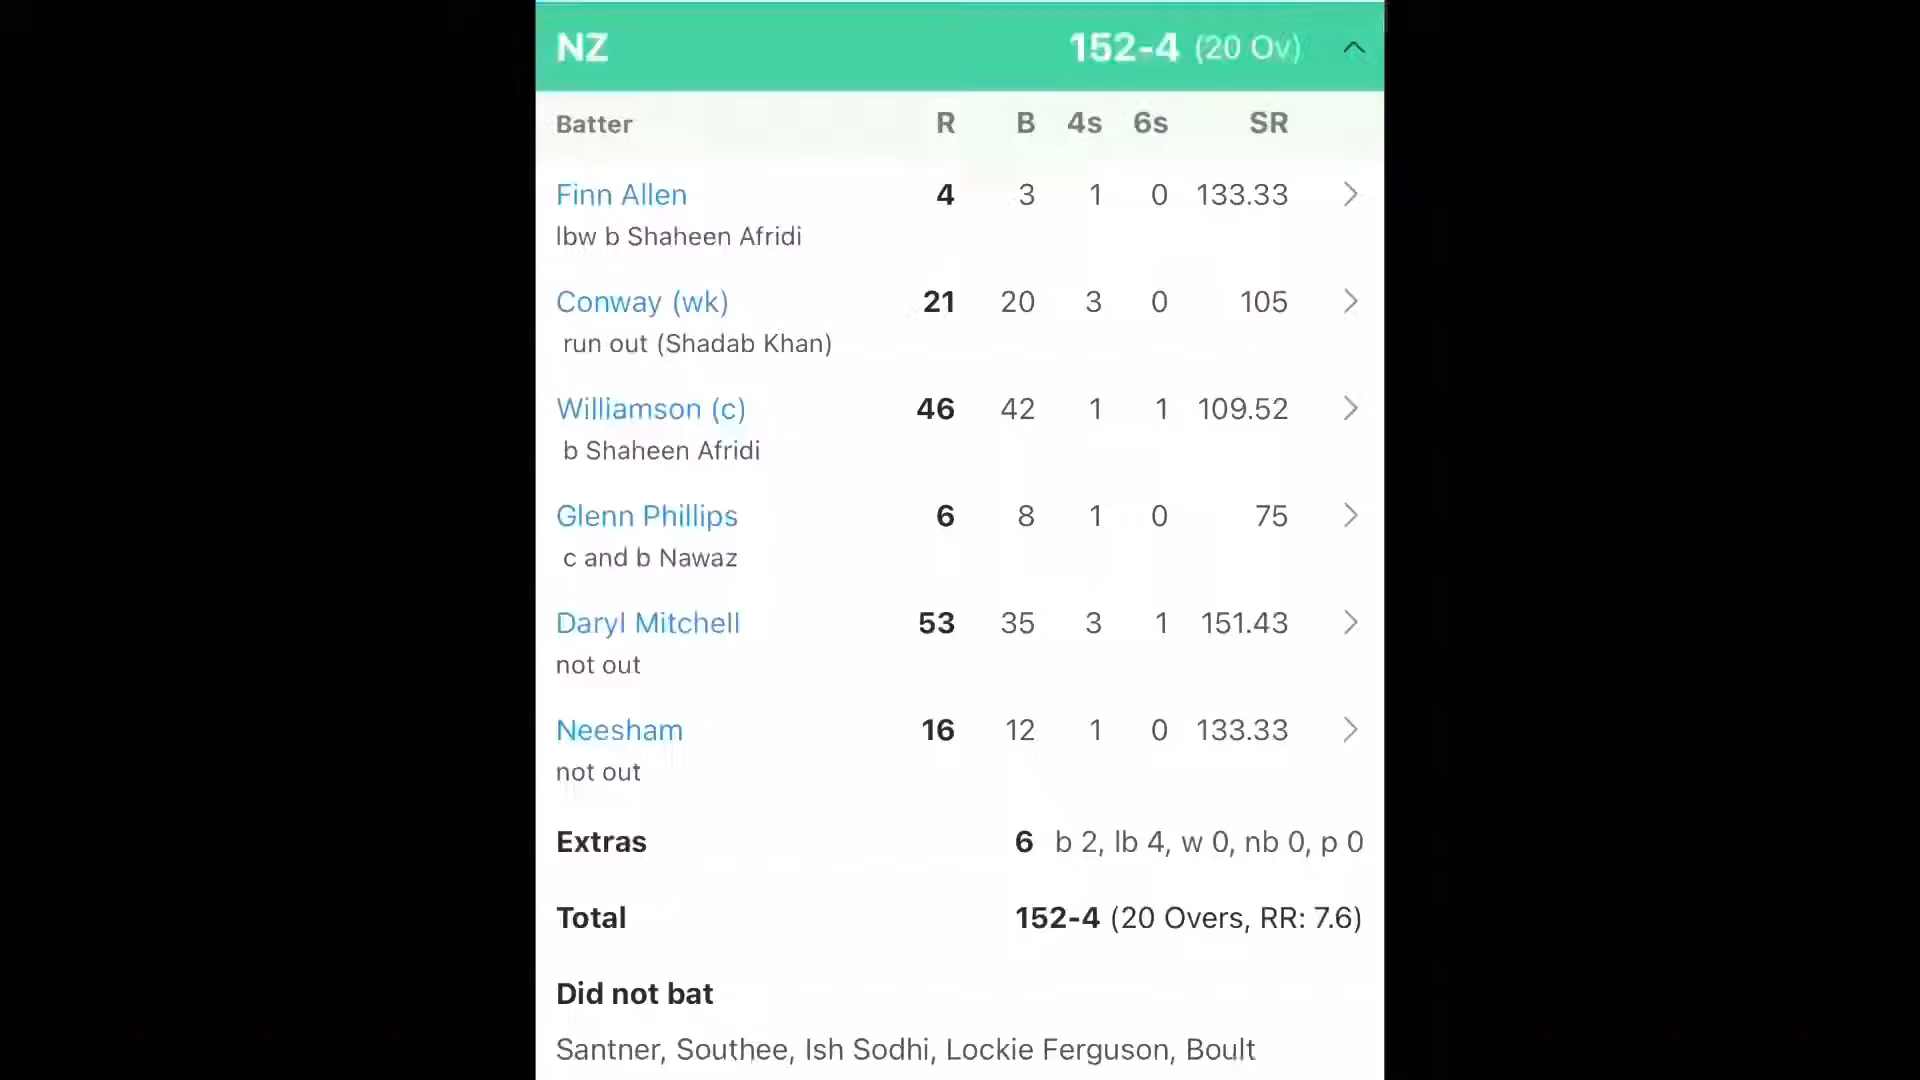 NZ 152-4 (20 Ov)
Batter R B 4s 6s SR
Finn Allen 4 3 1 0 133.33
lbw b Shaheen Afridi
Conway (wk) 21 20 3 0 105
run out (Shadab Khan)
Williamson (c) 46 42 1 1 109.52
b Shaheen Afridi
Glenn Phillips 6 8 1 0 75
c and b Nawaz
Daryl Mitchell 53 35 3 1 151.43
not out
Neesham 16 12 1 0 133.33
not out
Extras 6 b 2, lb 4, w 0, nb 0, p 0
Total 152-4 (20 Overs, RR: 7.6)
Did not bat
Santner, Southee, Ish Sodhi, Lockie Ferguson, Boult